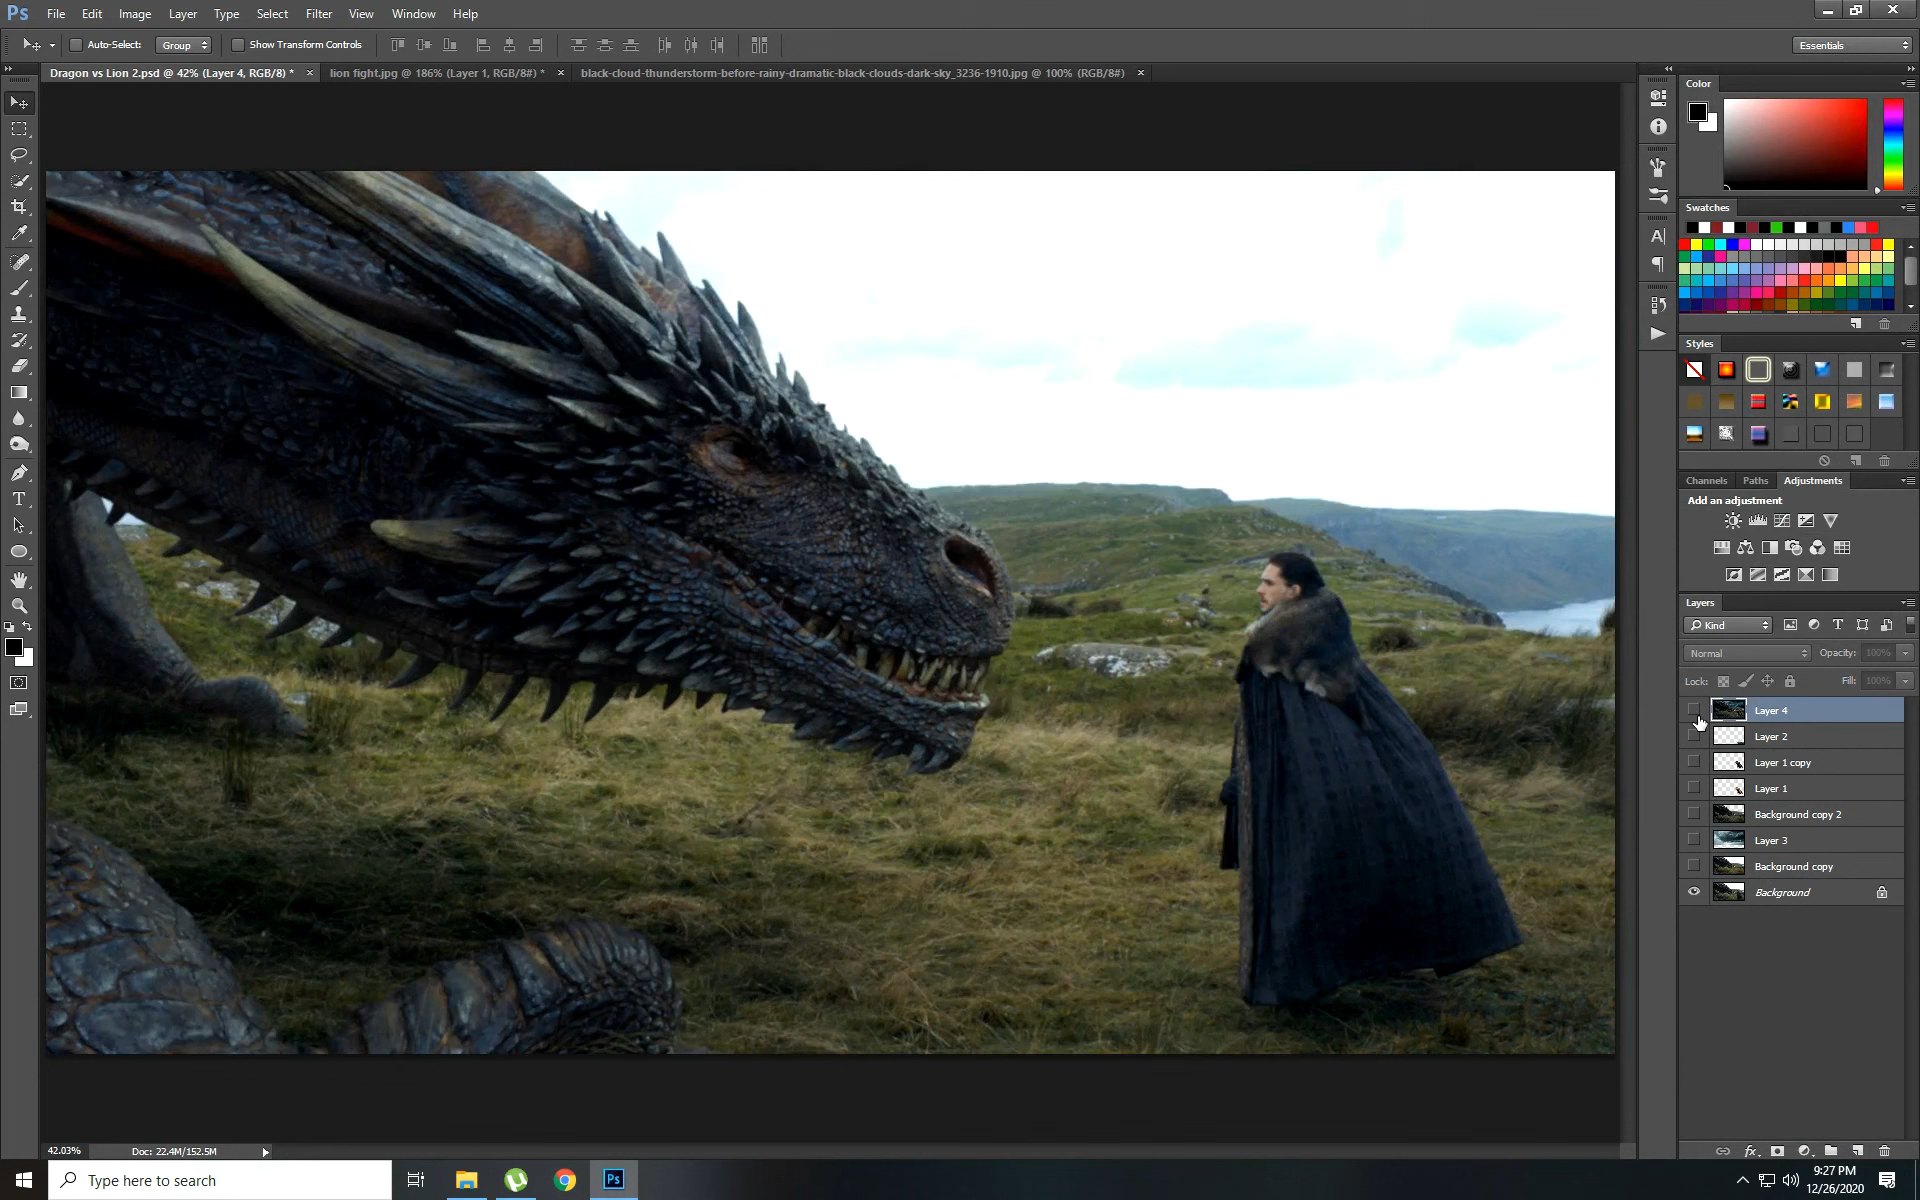 Ps File Edit Image Layer Type Select Filter View Window Help
Auto-Select: Group Show Transform Controls Essentials
Dragon vs Lion 2.psd @ 42% (Layer 4, RGB/8) * × lion fight.jpg @ 186% (Layer 1, RGB/8#) * × black-cloud-thunderstorm-before-rainy-dramatic-black-clouds-dark-sky_3236-1910.jpg @ 100% (RGB/8#) ×
Color
Swatches
Styles
Channels Paths Adjustments
Add an adjustment
Layers
Kind
Normal Opacity: 100%
Lock: Fill: 100%
Layer 4
Layer 2
Layer 1 copy
Layer 1
Background copy 2
Layer 3
Background copy
Background
42.03% Doc: 22.4M/152.5M
Type here to search
Ps
9:27 PM
12/26/2020